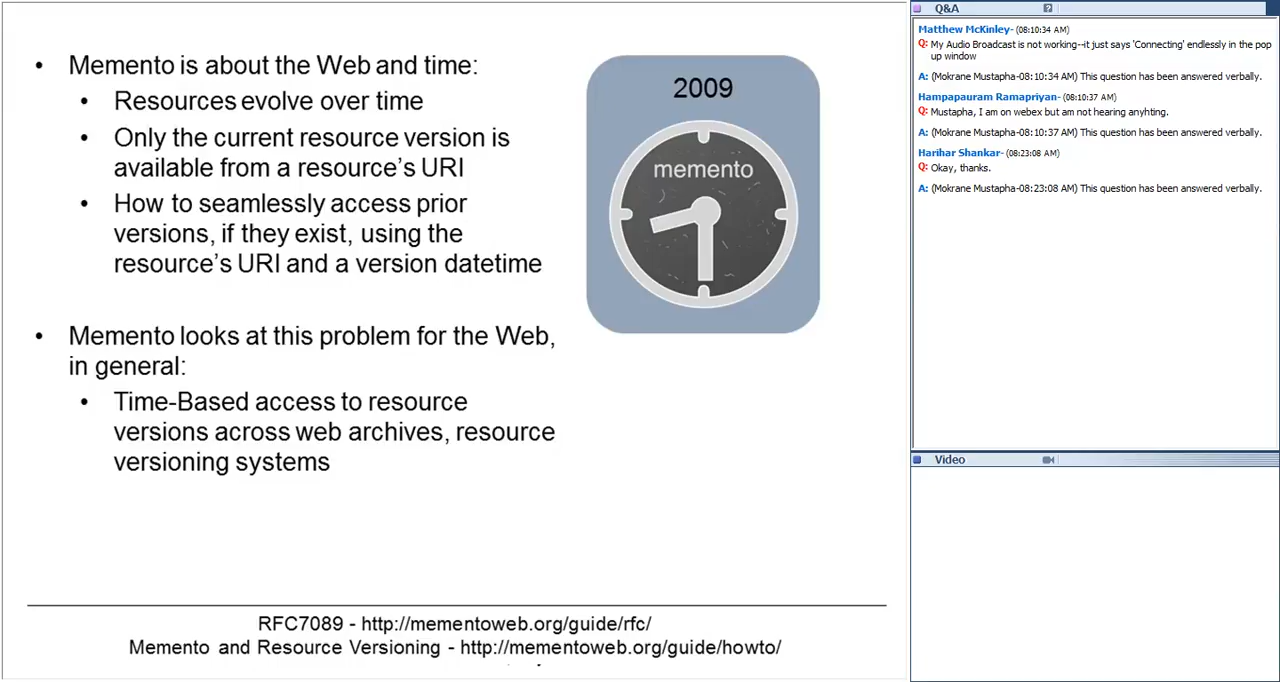 • Memento is about the Web and time:
• Resources evolve over time
• Only the current resource version is
available from a resource's URI
• How to seamlessly access prior
versions, if they exist, using the
resource's URI and a version datetime
• Memento looks at this problem for the Web,
in general:
• Time-Based access to resource
versions across web archives, resource
versioning systems
2009
memento
RFC7089 - http://mementoweb.org/guide/rfc/
Memento and Resource Versioning - http://mementoweb.org/guide/howto/
Q&A
Matthew McKinley- (08:10:34 AM)
Q: My Audio Broadcast is not working--it just says 'Connecting' endlessly in the pop
up window
A: (Mokrane Mustapha-08:10:34 AM) This question has been answered verbally.
Hampapauram Ramapriyan- (08:10:37 AM)
Q: Mustapha, I am on webex but am not hearing anyhting.
A: (Mokrane Mustapha-08:10:37 AM) This question has been answered verbally.
Harihar Shankar- (08:23:08 AM)
Q: Okay, thanks.
A: (Mokrane Mustapha-08:23:08 AM) This question has been answered verbally.
Video